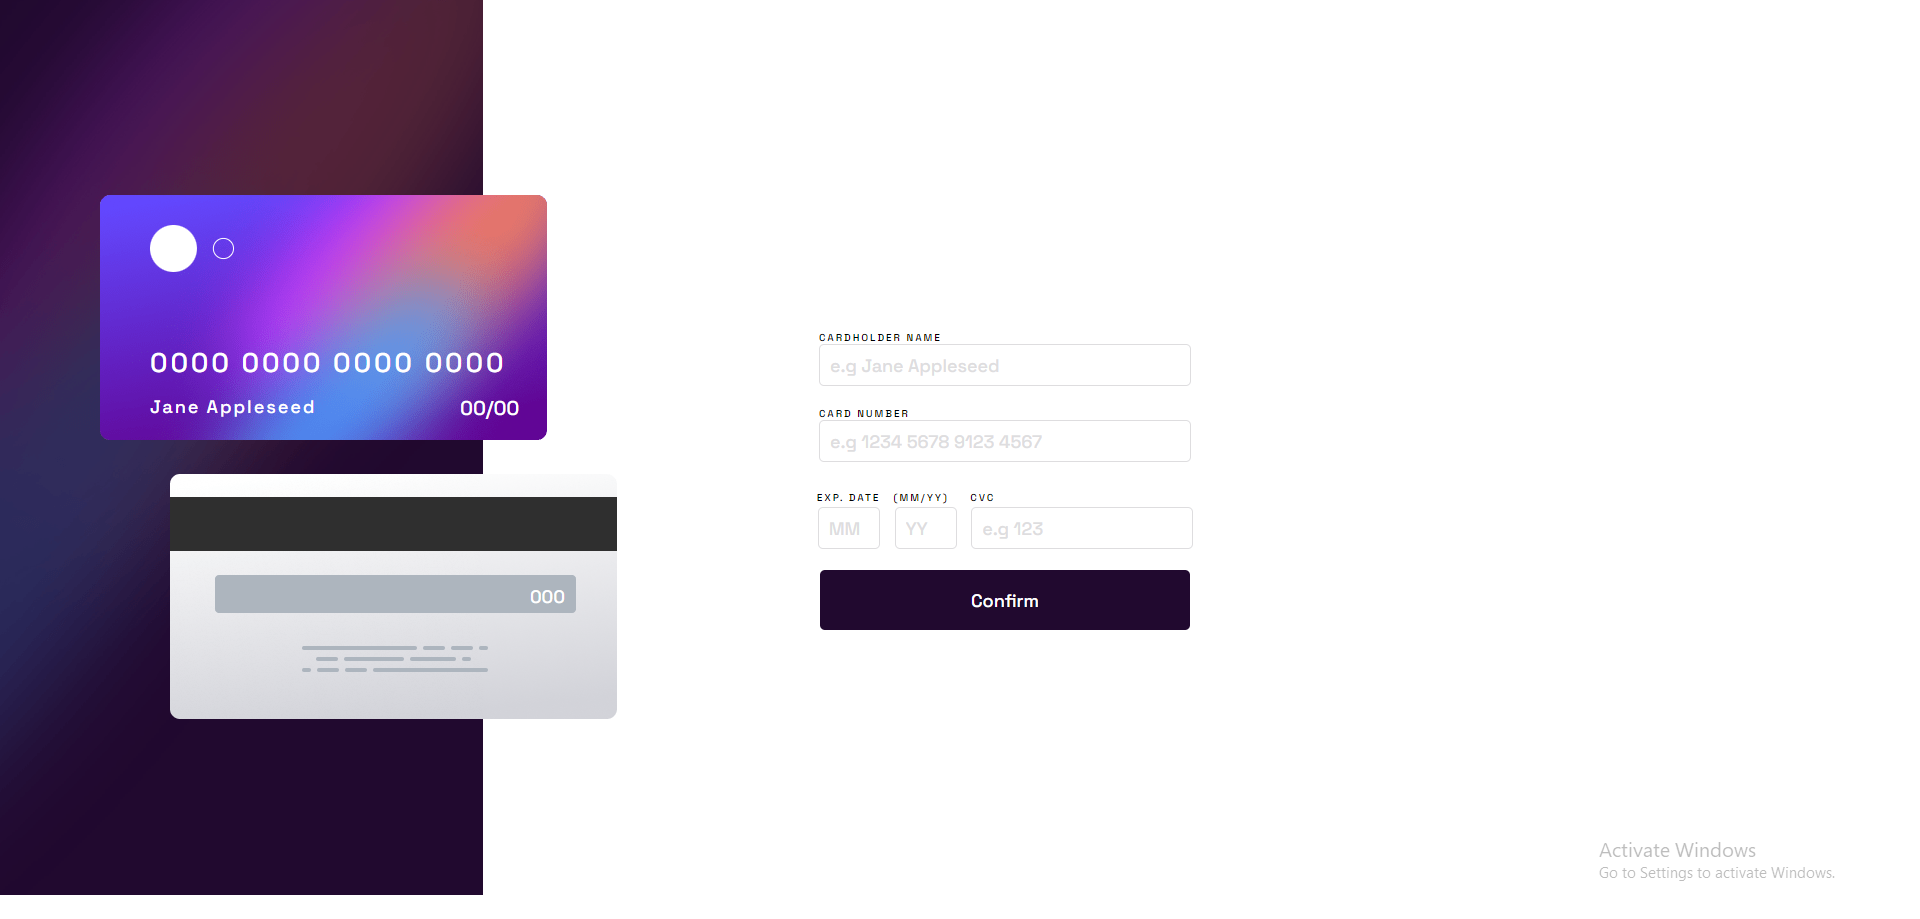 0000 0000 0000 0000
Jane Appleseed 00/00
000
CARDHOLDER NAME
e.g Jane Appleseed
CARD NUMBER
e.g 1234 5678 9123 4567
EXP. DATE (MM/YY) CVC
MM YY e.g 123
Confirm
Activate Windows
Go to Settings to activate Windows.